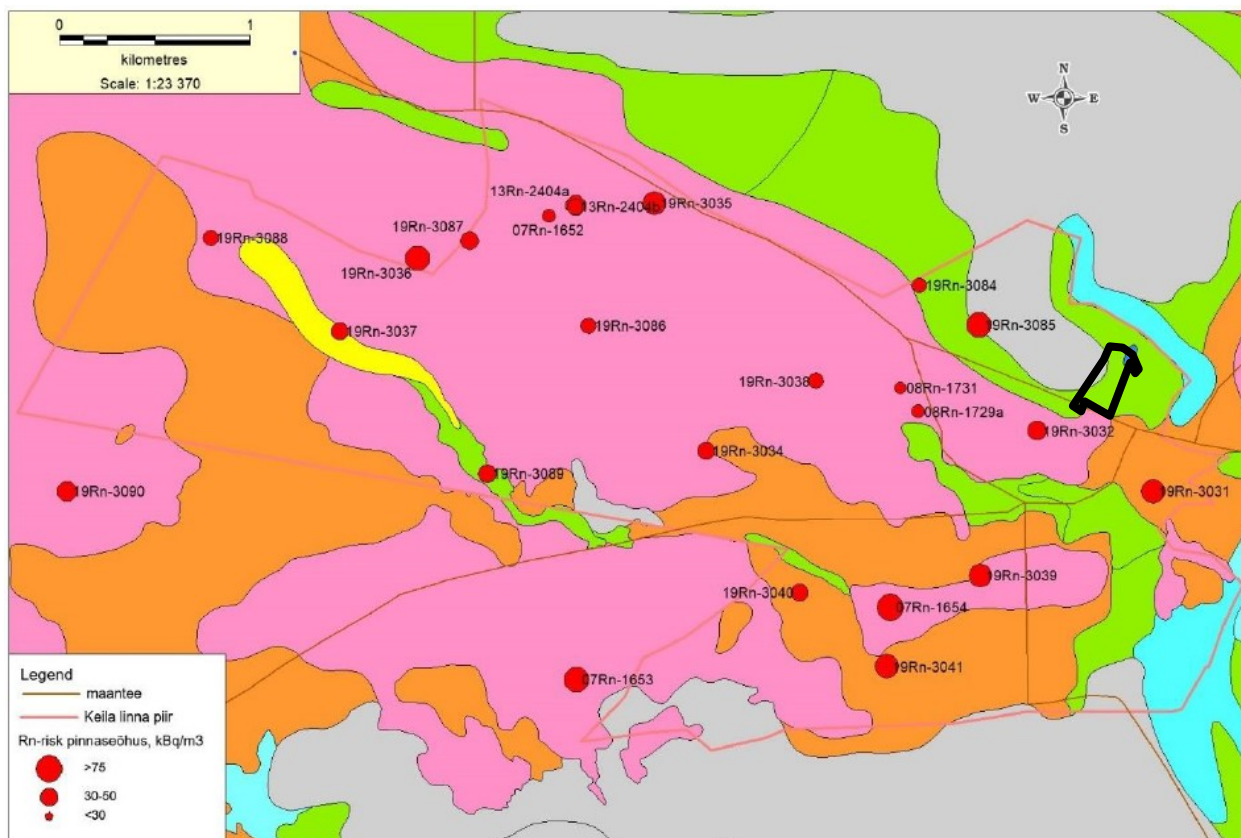 0 1
kilometres
Scale: 1:23 370
N
W E
S
13Rn-2404a
13Rn-2404b
19Rn-3035
07Rn-1652
19Rn-3087
19Rn-3088
19Rn-3036
19Rn-3084
19Rn-3037
19Rn-3086
19Rn-3085
19Rn-3038
08Rn-1731
08Rn-1729a
19Rn-3032
19Rn-3034
19Rn-3089
19Rn-3090
19Rn-3031
19Rn-3039
19Rn-3040
07Rn-1654
19Rn-3041
07Rn-1653
Legend
maantee
Keila linna piir
Rn-risk pinnaseõhus, kBq/m3
>75
30-50
<30